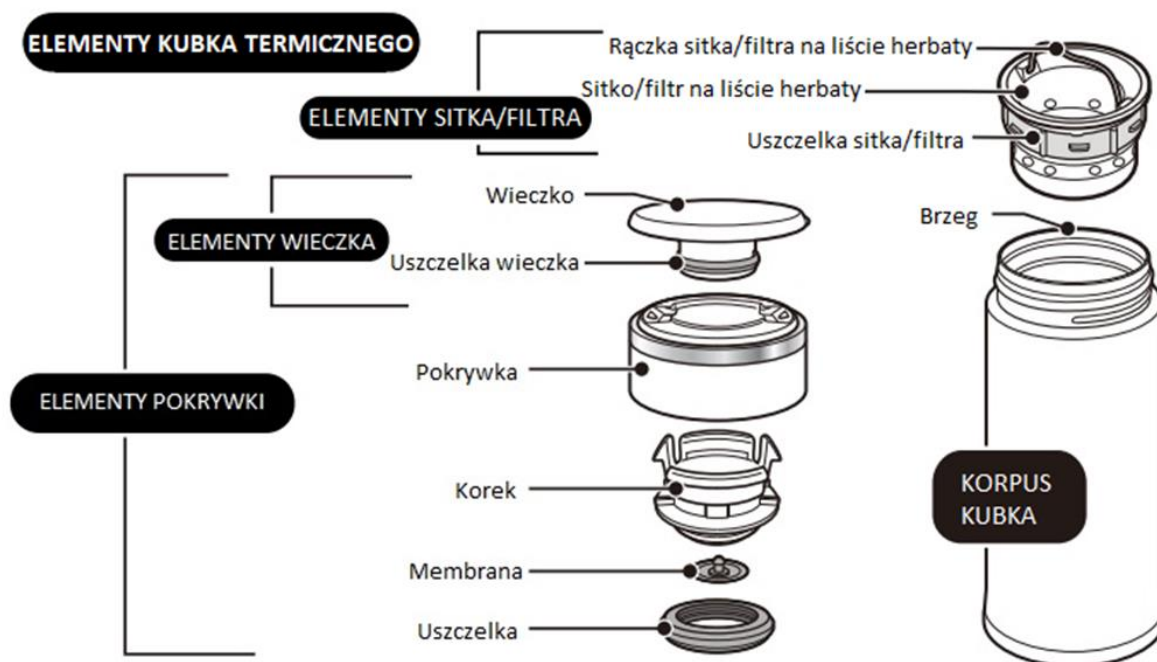 ELEMENTY KUBKA TERMICZNEGO
Rączka sitka/filtra na liście herbaty
Sitko/filtr na liście herbaty
ELEMENTY SITKA/FILTRA
Uszczelka sitka/filtra
Wieczko
Brzeg
ELEMENTY WIECZKA
Uszczelka wieczka
Pokrywka
ELEMENTY POKRYWKI
Korek
KORPUS
KUBKA
Membrana
Uszczelka